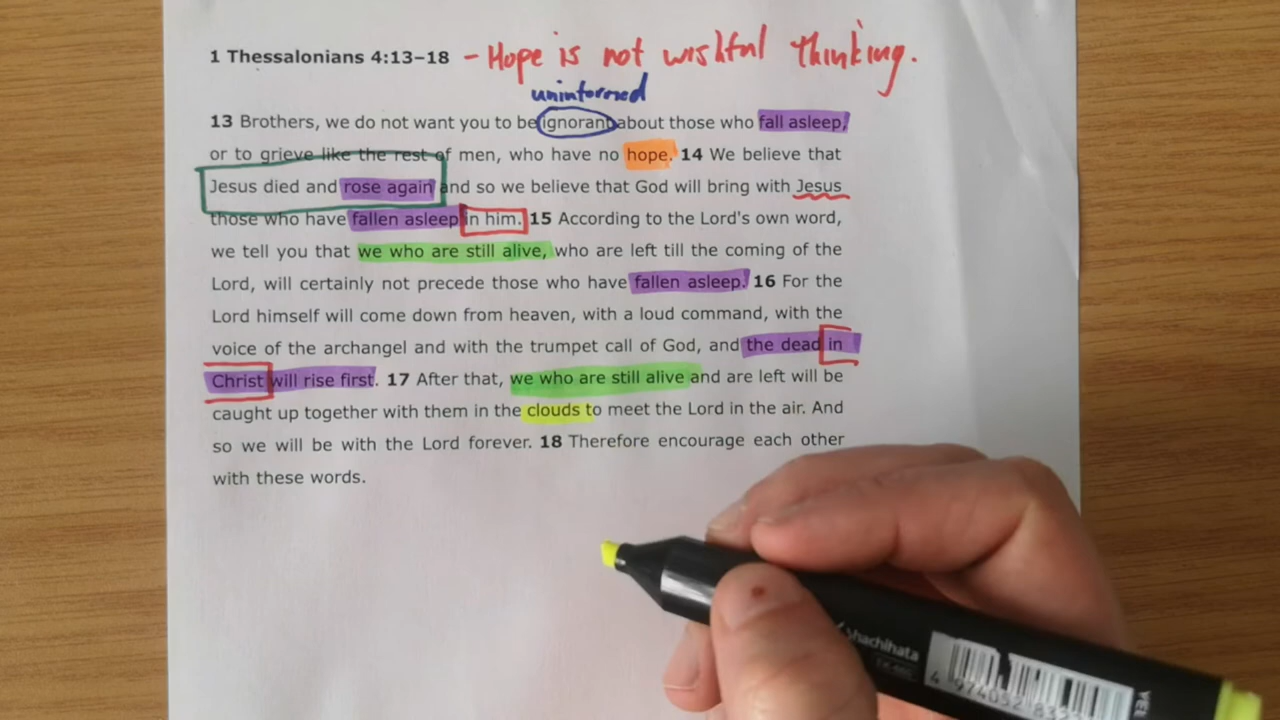 1 Thessalonians 4:13–18 - Hope is not wishful thinking.
uninformed
13 Brothers, we do not want you to be ignorant about those who fall asleep,
or to grieve like the rest of men, who have no hope. 14 We believe that
Jesus died and rose again and so we believe that God will bring with Jesus
those who have fallen asleep in him. 15 According to the Lord's own word,
we tell you that we who are still alive, who are left till the coming of the
Lord, will certainly not precede those who have fallen asleep. 16 For the
Lord himself will come down from heaven, with a loud command, with the
voice of the archangel and with the trumpet call of God, and the dead in
Christ will rise first. 17 After that, we who are still alive and are left will be
caught up together with them in the clouds to meet the Lord in the air. And
so we will be with the Lord forever. 18 Therefore encourage each other
with these words.
Shachihata